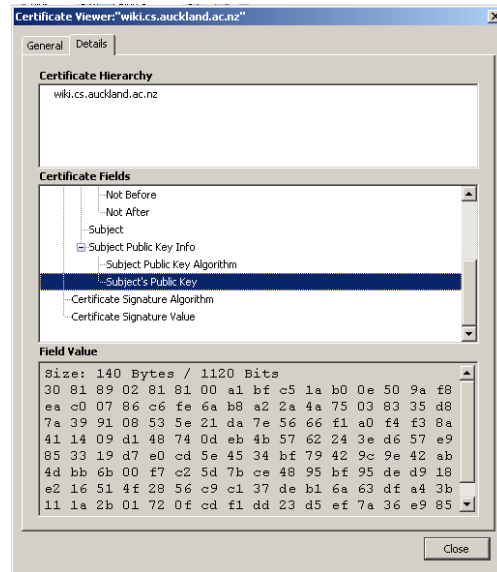 Certificate Viewer:"wiki.cs.auckland.ac.nz"
General Details
Certificate Hierarchy
wiki.cs.auckland.ac.nz
Certificate Fields
Not Before
Not After
Subject
Subject Public Key Info
Subject Public Key Algorithm
Subject's Public Key
Certificate Signature Algorithm
Certificate Signature Value
Field Value
Size: 140 Bytes / 1120 Bits
30 81 89 02 81 81 00 a1 bf c5 1a b0 0e 50 9a f8
ea c0 07 86 c6 fe 6a b8 a2 2a 4a 75 03 83 35 d8
7a 39 91 08 53 5e 21 da 7e 56 66 f1 a0 f4 f3 8a
41 14 09 d1 48 74 0d eb 4b 57 62 24 3e d6 57 e9
85 33 19 d7 e0 cd 5e 45 34 bf 79 42 9c 9e 42 ab
4d bb 6b 00 f7 c2 5d 7b ce 48 95 bf 95 de d9 18
e2 16 51 4f 28 56 c9 c1 37 de b1 6a 63 df a4 3b
11 1a 2b 01 72 0f cd f1 dd 23 d5 ef 7a 36 e9 85
Close